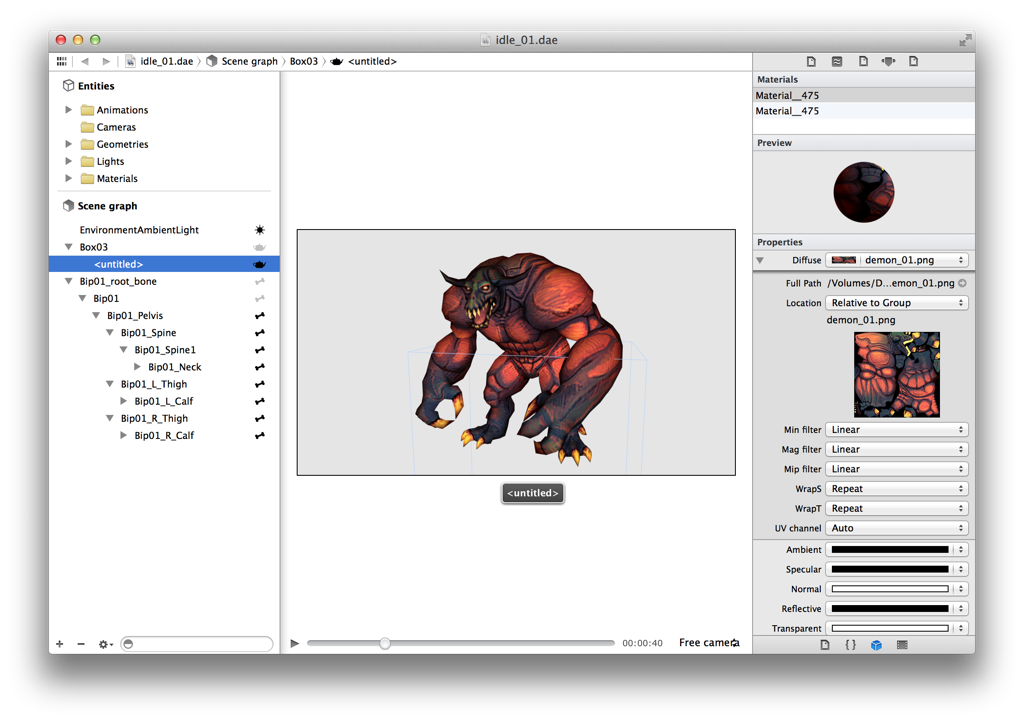 idle_01.dae
idle_01.dae Scene graph Box03 <untitled>
Entities
Animations
Cameras
Geometries
Lights
Materials
Scene graph
EnvironmentAmbientLight
Box03
<untitled>
Bip01_root_bone
Bip01
Bip01_Pelvis
Bip01_Spine
Bip01_Spine1
Bip01_Neck
Bip01_L_Thigh
Bip01_L_Calf
Bip01_R_Thigh
Bip01_R_Calf
<untitled>
00:00:40 Free camera
Materials
Material__475
Material__475
Preview
Properties
Diffuse demon_01.png
Full Path /Volumes/D...emon_01.png
Location Relative to Group
demon_01.png
Min filter Linear
Mag filter Linear
Mip filter Linear
WrapS Repeat
WrapT Repeat
UV channel Auto
Ambient
Specular
Normal
Reflective
Transparent
{ }